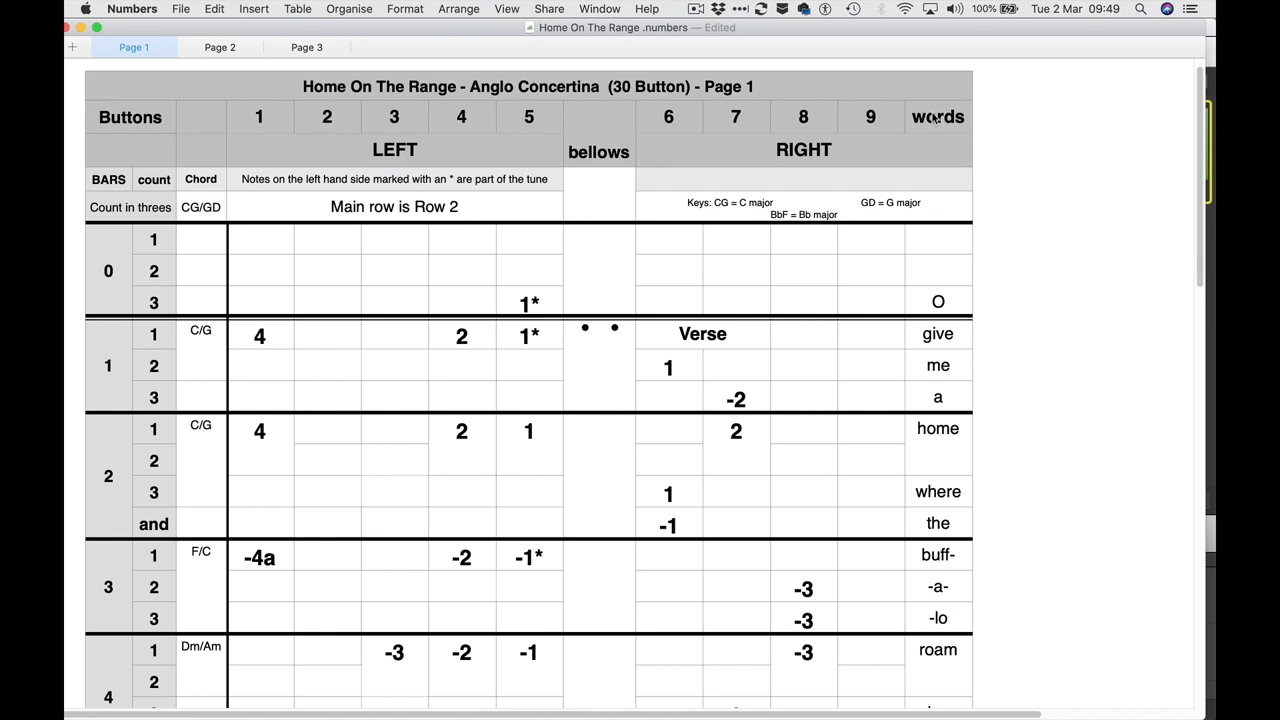 Numbers File Edit Insert Table Organise Format Arrange View Share Window Help 100% Tue 2 Mar 09:49
Home On The Range .numbers — Edited
+ Page 1 Page 2 Page 3
Home On The Range - Anglo Concertina (30 Button) - Page 1
Buttons 1 2 3 4 5 6 7 8 9 words
LEFT bellows RIGHT
BARS count Chord Notes on the left hand side marked with an * are part of the tune
Count in threes CG/GD Main row is Row 2 Keys: CG = C major GD = G major
BbF = Bb major
0 1
2
3 1* O
1 1 C/G 4 2 1* • • Verse give
2 1 me
3 -2 a
2 1 C/G 4 2 1 2 home
2
3 1 where
and -1 the
3 1 F/C -4a -2 -1* buff-
2 -3 -a-
3 -3 -lo
4 1 Dm/Am -3 -2 -1 -3 roam
2